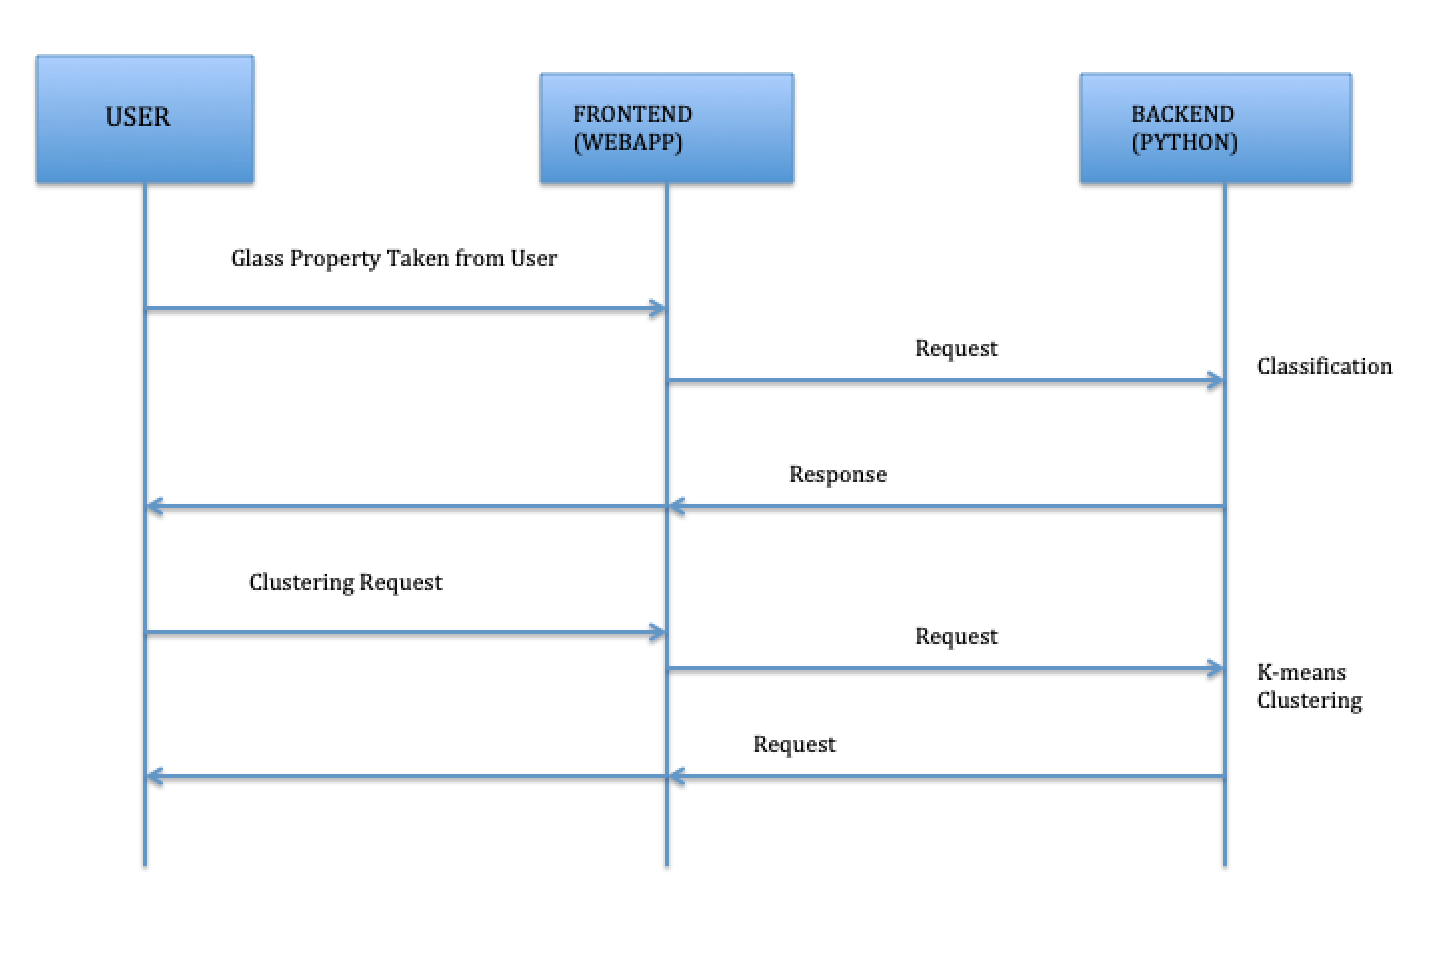 USER
FRONTEND
(WEBAPP)
BACKEND
(PYTHON)
Glass Property Taken from User
Request
Classification
Response
Clustering Request
Request
K-means
Clustering
Request